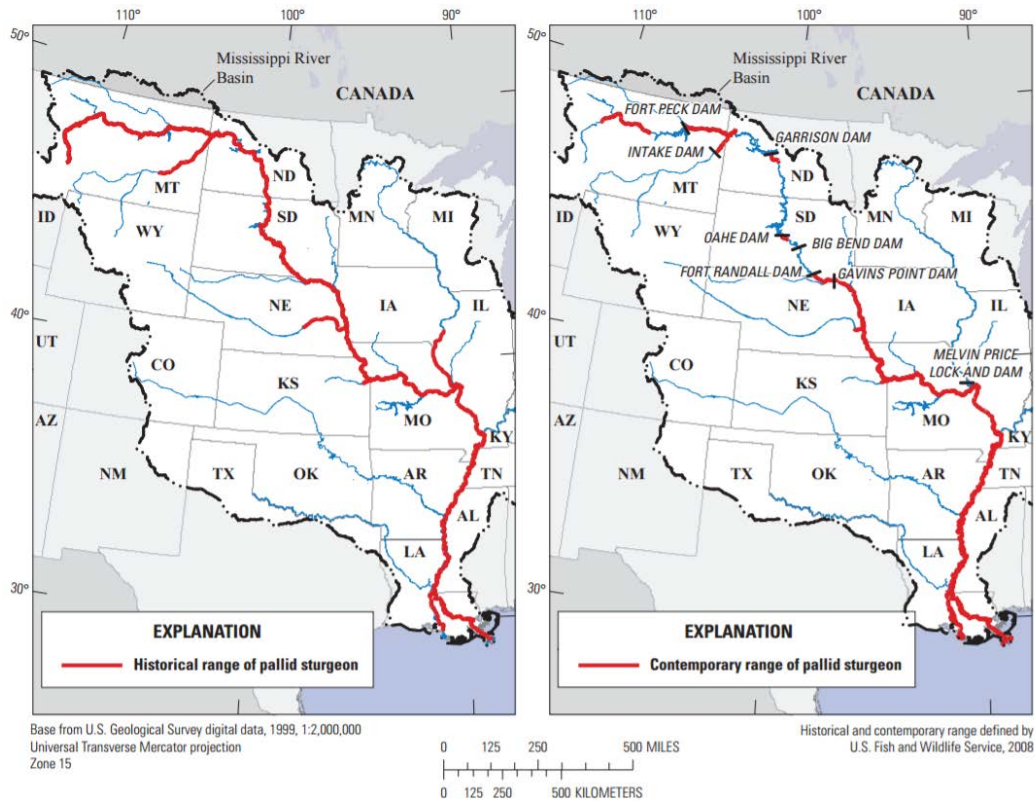 110°
100°
90°
50°
40°
30°
Mississippi River
Basin
CANADA
MT
ND
ID
WY
SD
MN
MI
NE
IA
IL
UT
CO
KS
MO
KY
AZ
NM
TX
OK
AR
TN
AL
LA
EXPLANATION
Historical range of pallid sturgeon
110°
100°
90°
Mississippi River
Basin
CANADA
FORT PECK DAM
GARRISON DAM
INTAKE DAM
MT
ND
ID
WY
SD
MN
MI
OAHE DAM
BIG BEND DAM
FORT RANDALL DAM
GAVINS POINT DAM
NE
IA
IL
UT
CO
MELVIN PRICE
LOCK AND DAM
KS
MO
KY
AZ
NM
TX
OK
AR
TN
AL
LA
50°
40°
30°
EXPLANATION
Contemporary range of pallid sturgeon
Base from U.S. Geological Survey digital data, 1999, 1:2,000,000
Universal Transverse Mercator projection
Zone 15
0 125 250 500 MILES
0 125 250 500 KILOMETERS
Historical and contemporary range defined by
U.S. Fish and Wildlife Service, 2008